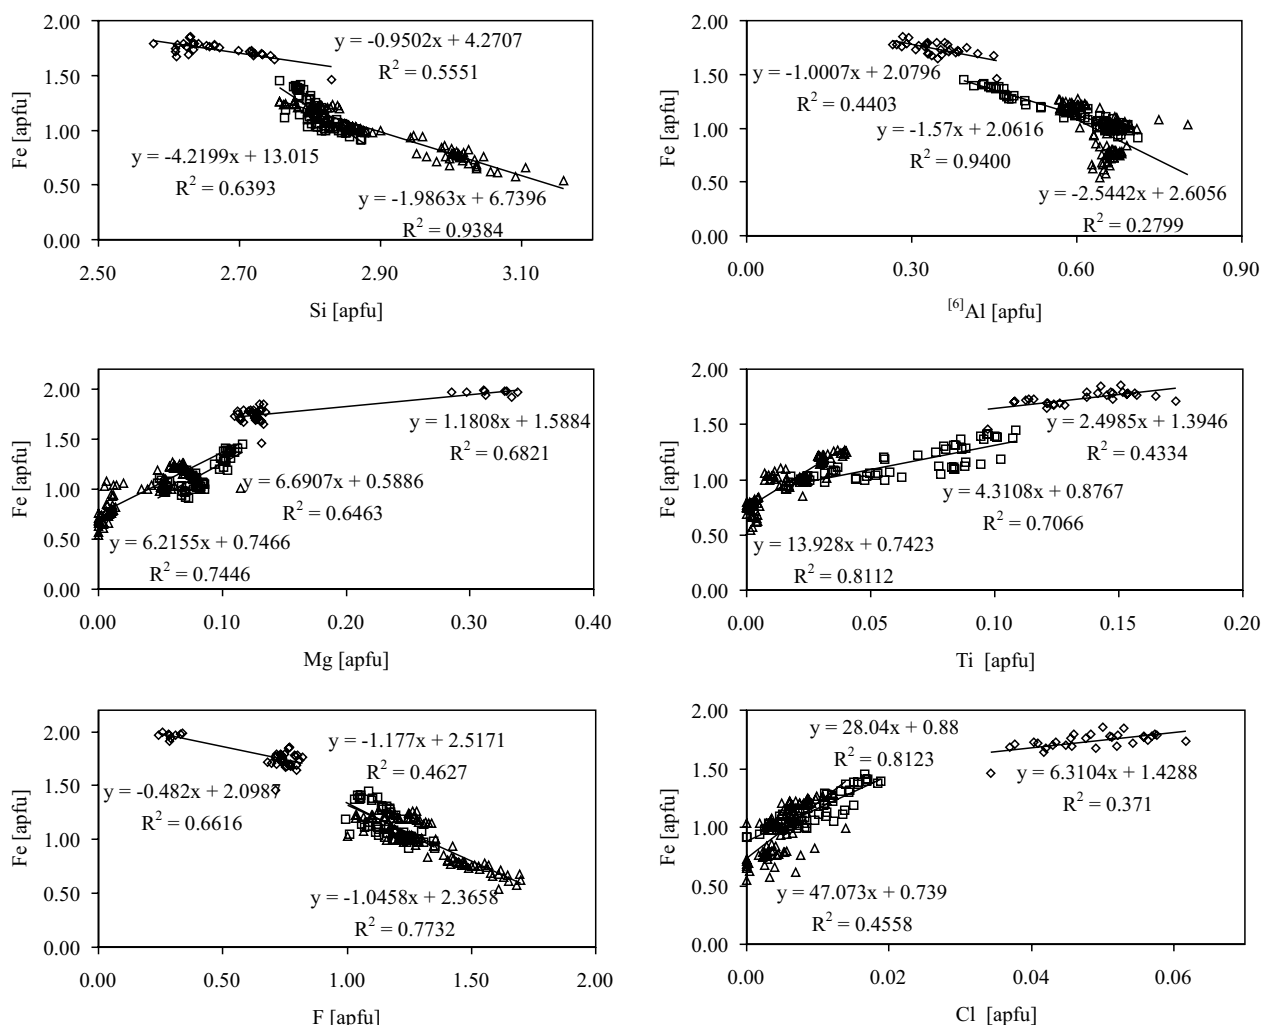 2.00
1.50
1.00
0.50
0.00
Fe [apfu]
y = -0.9502x + 4.2707
R² = 0.5551
y = -4.2199x + 13.015
R² = 0.6393
y = -1.9863x + 6.7396
R² = 0.9384
2.50 2.70 2.90 3.10
Si [apfu]
2.00
1.50
1.00
0.50
0.00
Fe [apfu]
y = -1.0007x + 2.0796
R² = 0.4403
y = -1.57x + 2.0616
R² = 0.9400
y = -2.5442x + 2.6056
R² = 0.2799
0.00 0.30 0.60 0.90
[6]Al [apfu]
2.00
1.50
1.00
0.50
0.00
Fe [apfu]
y = 1.1808x + 1.5884
R² = 0.6821
y = 6.6907x + 0.5886
R² = 0.6463
y = 6.2155x + 0.7466
R² = 0.7446
0.00 0.10 0.20 0.30 0.40
Mg [apfu]
2.00
1.50
1.00
0.50
0.00
Fe [apfu]
y = 2.4985x + 1.3946
R² = 0.4334
y = 4.3108x + 0.8767
R² = 0.7066
y = 13.928x + 0.7423
R² = 0.8112
0.00 0.05 0.10 0.15 0.20
Ti [apfu]
2.00
1.50
1.00
0.50
0.00
Fe [apfu]
y = -1.177x + 2.5171
R² = 0.4627
y = -0.482x + 2.0987
R² = 0.6616
y = -1.0458x + 2.3658
R² = 0.7732
0.00 0.50 1.00 1.50 2.00
F [apfu]
2.00
1.50
1.00
0.50
0.00
Fe [apfu]
y = 28.04x + 0.88
R² = 0.8123
y = 6.3104x + 1.4288
R² = 0.371
y = 47.073x + 0.739
R² = 0.4558
0.00 0.02 0.04 0.06
Cl [apfu]